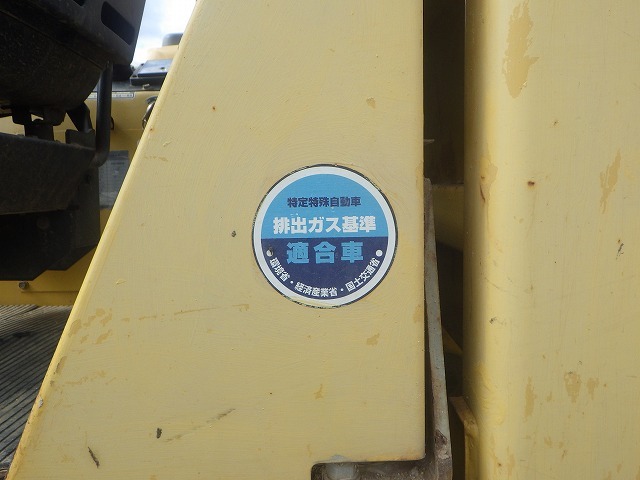 特定特殊自動車
排出ガス基準
適合車
環境省・経済産業省・国土交通省